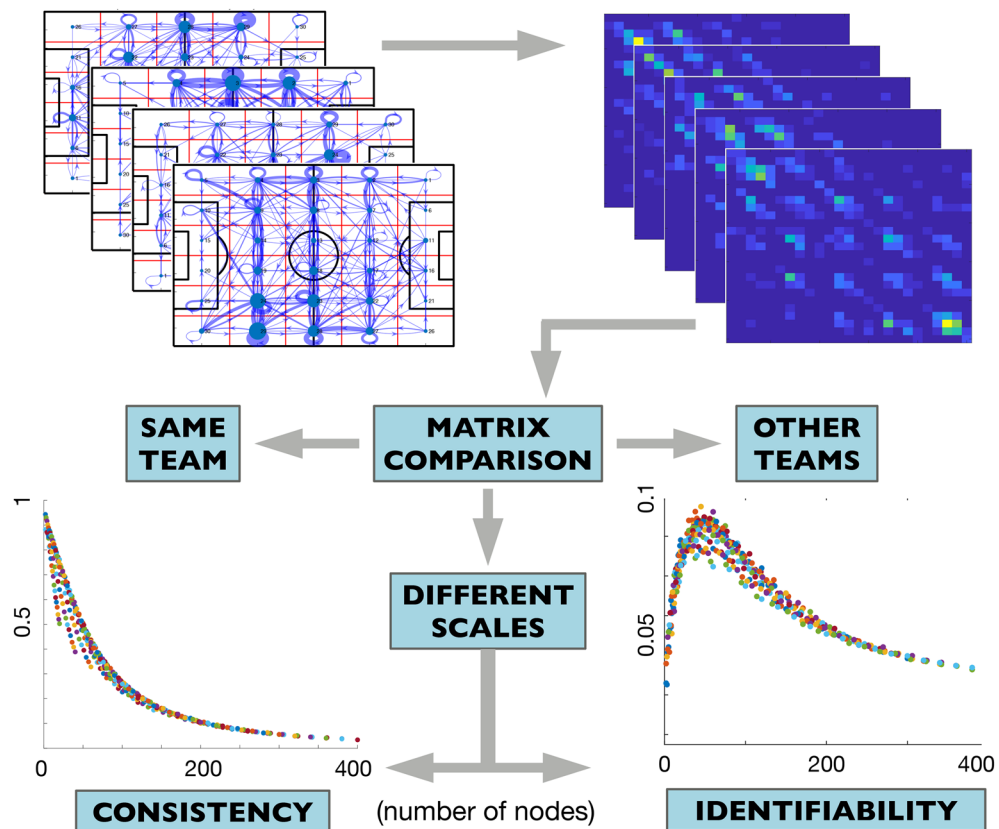 SAME
TEAM
MATRIX
COMPARISON
OTHER
TEAMS
DIFFERENT
SCALES
1
0.5
0
200
400
0.1
0.05
0
200
400
CONSISTENCY
(number of nodes)
IDENTIFIABILITY